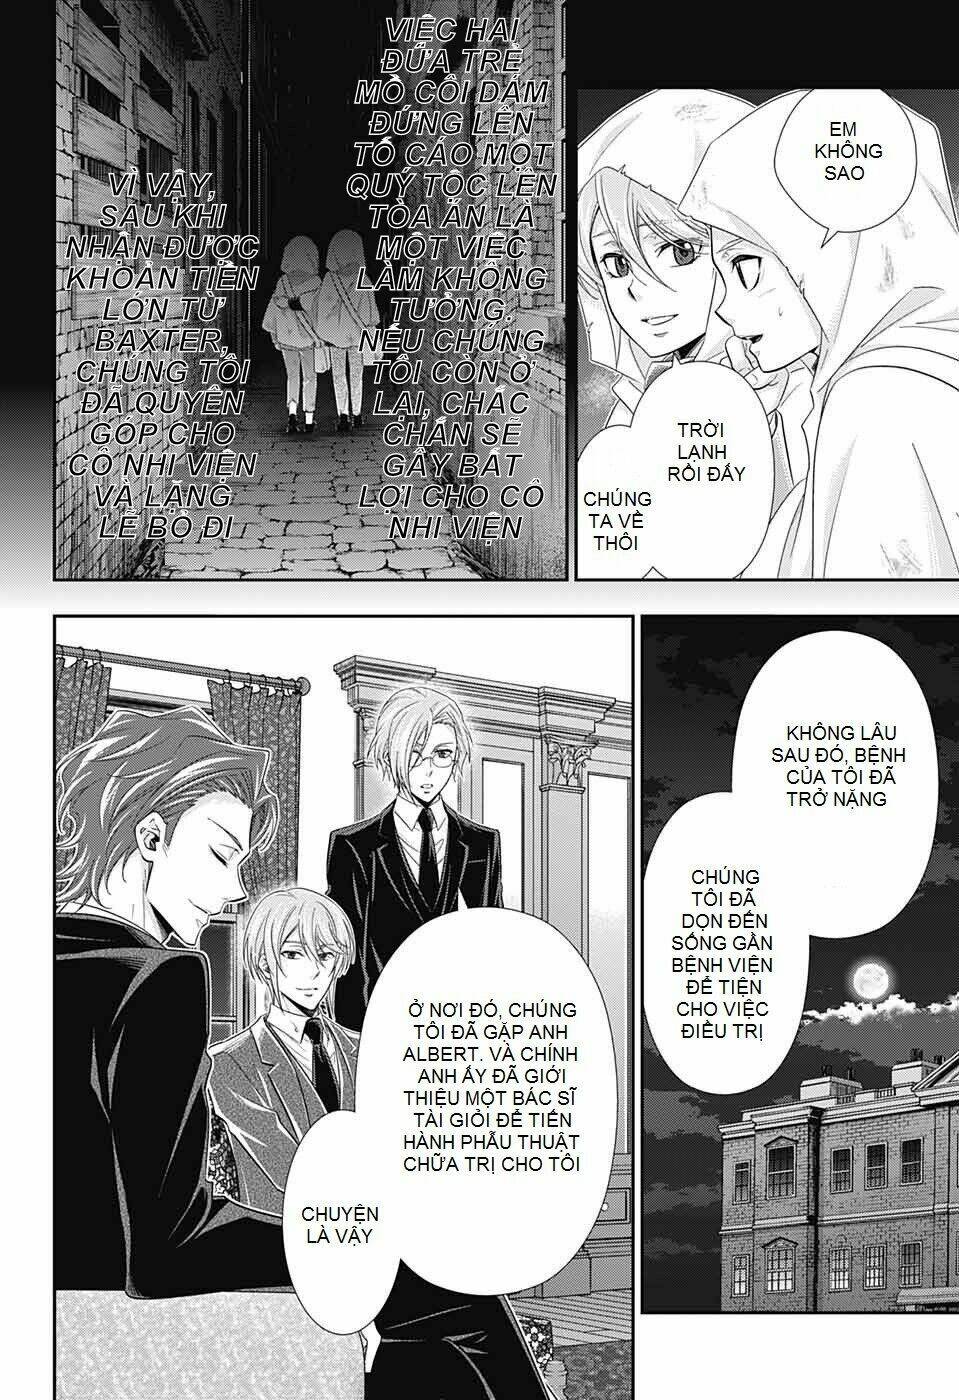 EM
KHÔNG
SAO
TRỜI
LẠNH
RỒI ĐẤY
CHÚNG
TA VỀ
THÔI
VIỆC HAI
ĐỨA TRẺ
MỒ CÔI DÁM
ĐỨNG LÊN
TỐ CÁO MỘT
QUÝ TỘC LÊN
TÒA ÁN LÀ
MỘT VIỆC
LÀM KHÔNG
TƯỞNG.
NẾU CHÚNG
TÔI CÒN Ở
LẠI, CHẮC
CHẮN SẼ
GÂY BẤT
LỢI CHO CÔ
NHI VIỆN
VÌ VẬY,
SAU KHI
NHẬN ĐƯỢC
KHOẢN TIỀN
LỚN TỪ
BAXTER,
CHÚNG TÔI
ĐÃ QUYÊN
GÓP CHO
CÔ NHI VIỆN
VÀ LẶNG
LẼ BỎ ĐI
KHÔNG LÂU
SAU ĐÓ, BỆNH
CỦA TÔI ĐÃ
TRỞ NẶNG
CHÚNG
TÔI ĐÃ
DỌN ĐẾN
SỐNG GẦN
BỆNH VIỆN
ĐỂ TIỆN
CHO VIỆC
ĐIỀU TRỊ
Ở NƠI ĐÓ, CHÚNG
TÔI ĐÃ GẶP ANH
ALBERT. VÀ CHÍNH
ANH ẤY ĐÃ GIỚI
THIỆU MỘT BÁC SĨ
TÀI GIỎI ĐỂ TIẾN
HÀNH PHẪU THUẬT
CHỮA TRỊ CHO TÔI
CHUYỆN
LÀ VẬY